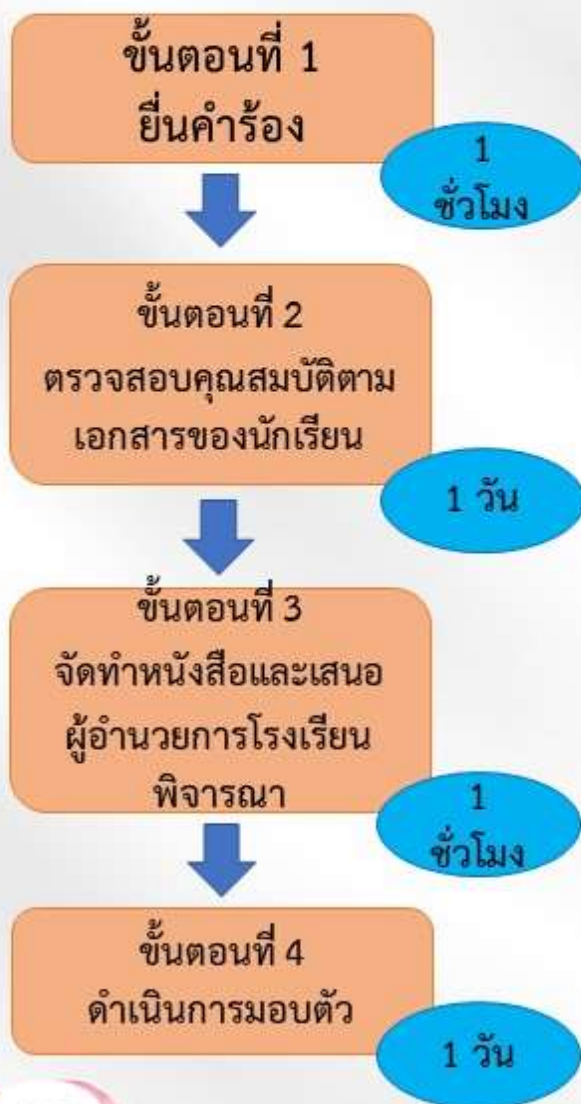 ขั้นตอนที่ 1
ยื่นคำร้อง
1
ชั่วโมง
ขั้นตอนที่ 2
ตรวจสอบคุณสมบัติตาม
เอกสารของนักเรียน
1 วัน
ขั้นตอนที่ 3
จัดทำหนังสือและเสนอ
ผู้อำนวยการโรงเรียน
พิจารณา
1
ชั่วโมง
ขั้นตอนที่ 4
ดำเนินการมอบตัว
1 วัน